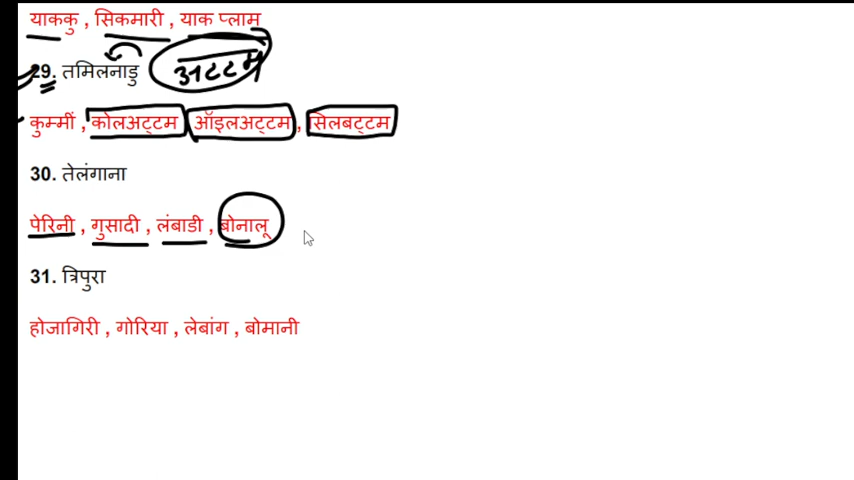 याककु , सिकमारी , याक प्लाम
29. तमिलनाडु अट्टम
कुम्मीं , कोलअट्टम ऑइलअट्टम , सिलबट्टम
30. तेलंगाना
पेरिनी , गुसादी , लंबाडी , बोनालू
31. त्रिपुरा
होजागिरी , गोरिया , लेबांग , बोमानी